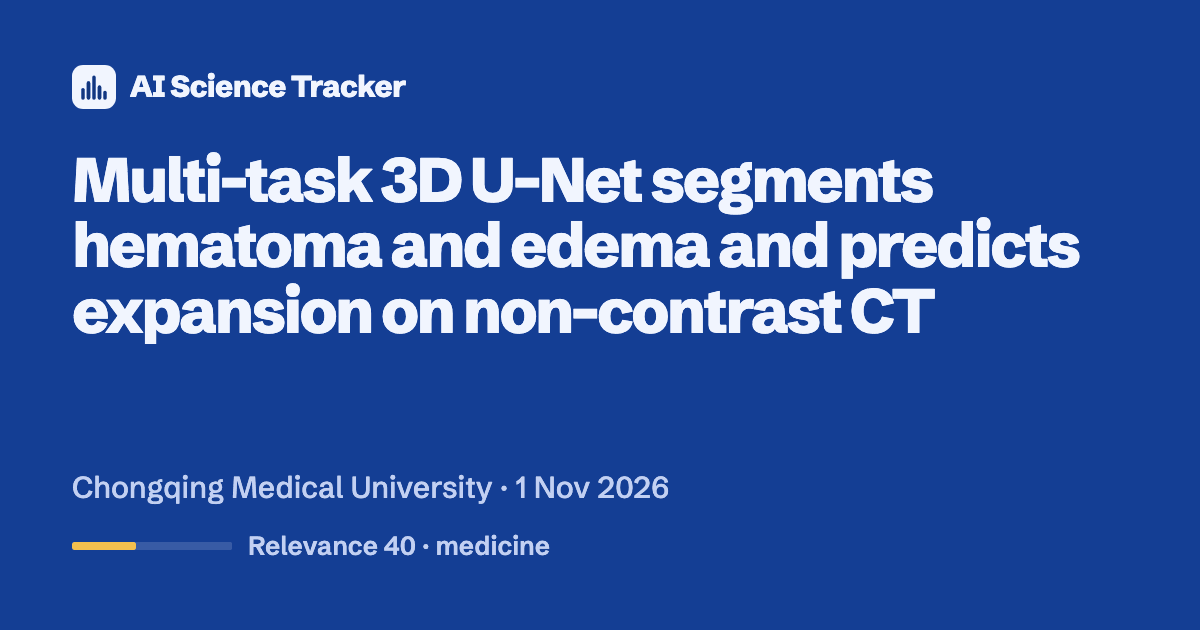 AI Science Tracker
Multi-task 3D U-Net segments
hematoma and edema and predicts
expansion on non-contrast CT
Chongqing Medical University · 1 Nov 2026
Relevance 40 · medicine